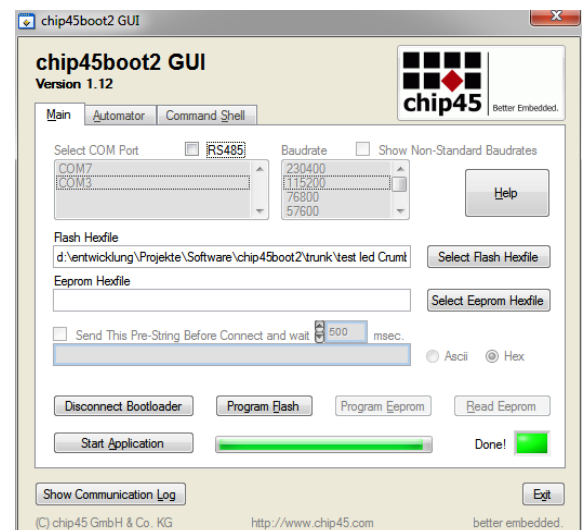 chip45boot2 GUI
chip45boot2 GUI
Version 1.12
chip45
Better Embedded.
Main Automator Command Shell
Select COM Port RS485 Baudrate Show Non-Standard Baudrates
COM7 230400
COM3 115200
76800
57600
Help
Flash Hexfile
d:\entwicklung\Projekte\Software\chip45boot2\trunk\test led Crumb Select Flash Hexfile
Eeprom Hexfile
Select Eeprom Hexfile
Send This Pre-String Before Connect and wait 500 msec.
Ascii Hex
Disconnect Bootloader Program Flash Program Eeprom Read Eeprom
Start Application Done!
Show Communication Log Exit
(C) chip45 GmbH & Co. KG http://www.chip45.com better embedded.